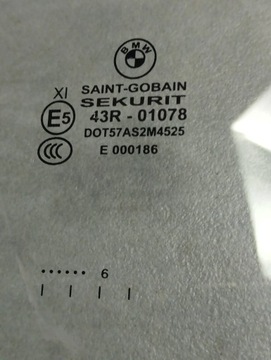 BMW
XI SAINT-GOBAIN
SEKURIT
E5 43R - 01078
DOT57AS2M4525
CCC E 000186
...... 6
| | | |